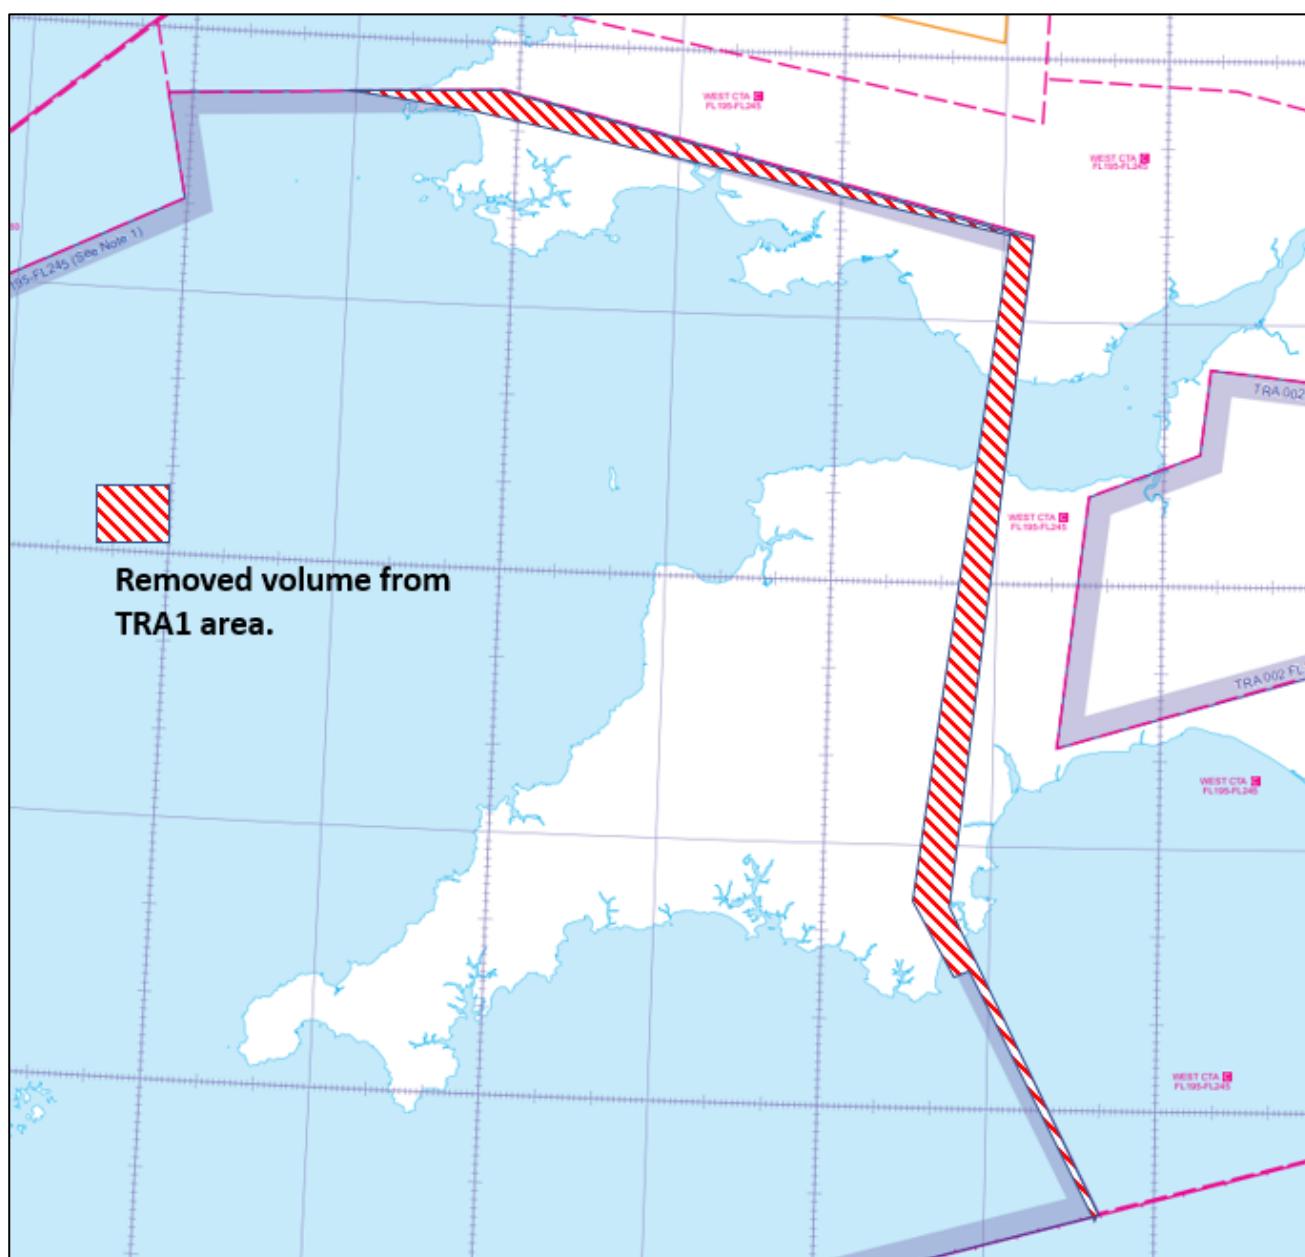 WEST CTA C
FL195-FL245
WEST CTA C
FL195-FL245
195-FL245 (See Note 1)
TRA 002
WEST CTA C
FL195-FL245
Removed volume from
TRA1 area.
TRA 002 FL
WEST CTA C
FL195-FL245
WEST CTA C
FL195-FL245